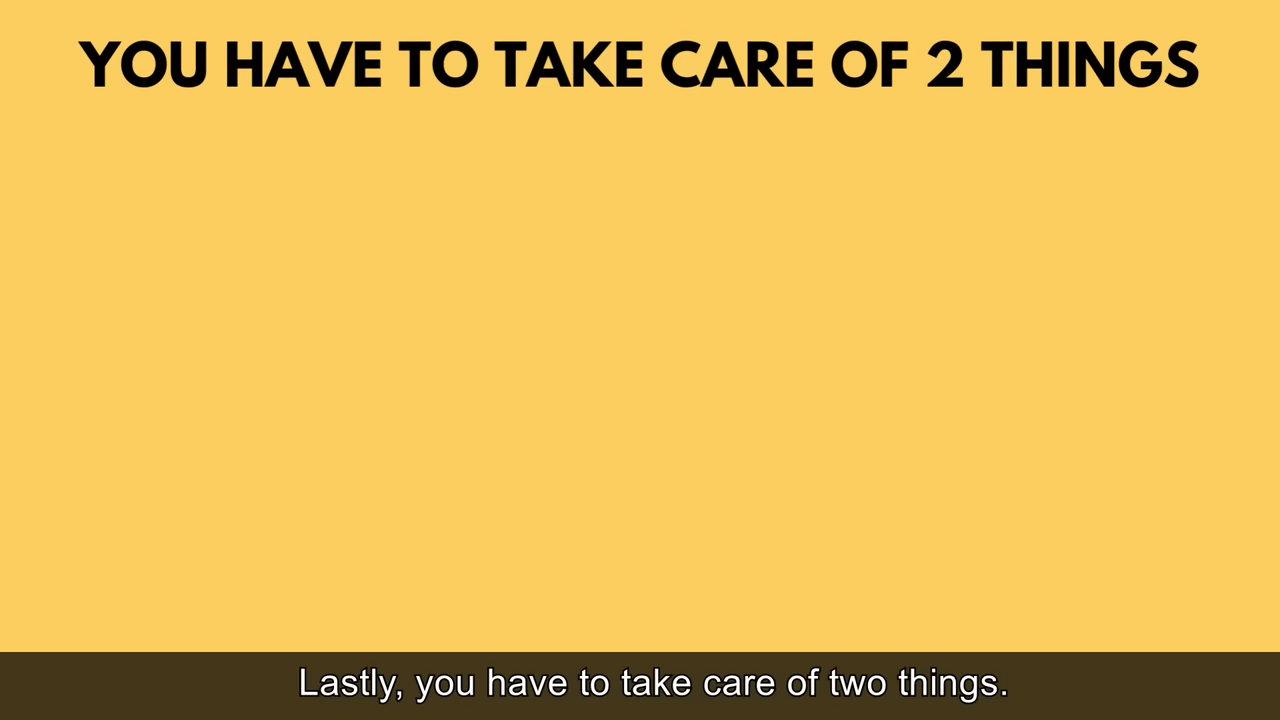 YOU HAVE TO TAKE CARE OF 2 THINGS
Lastly, you have to take care of two things.